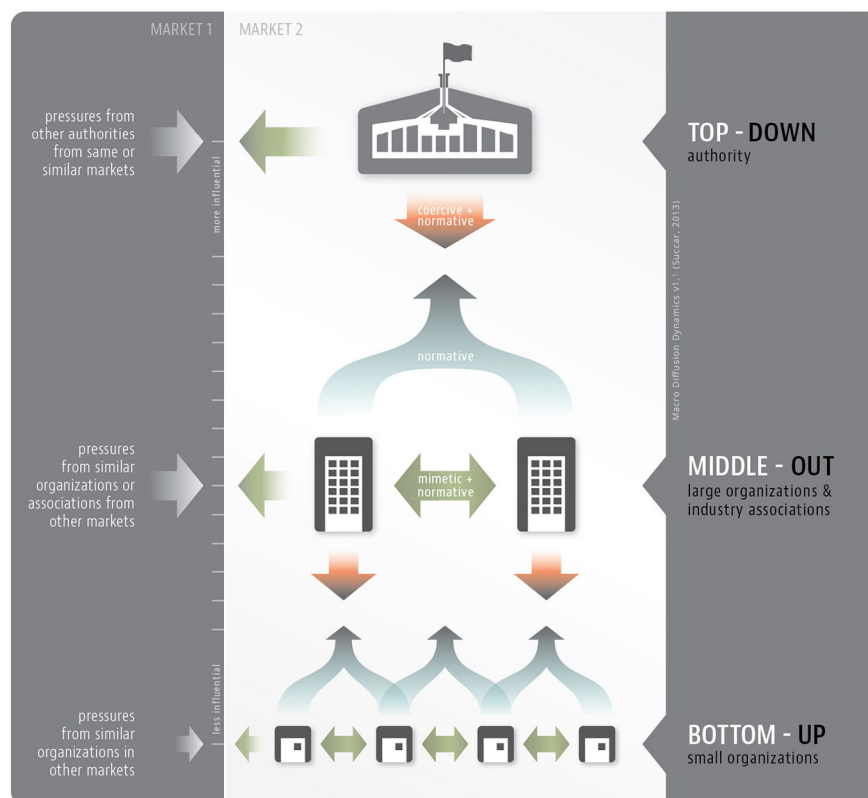 MARKET 1
MARKET 2
pressures from
other authorities
from same or
similar markets
more influential
TOP - DOWN
authority
coercive +
normative
Macro Diffusion Dynamics v1.1 (Succar, 2013)
normative
pressures
from similar
organizations or
associations from
other markets
mimetic +
normative
MIDDLE - OUT
large organizations &
industry associations
less influential
pressures
from similar
organizations in
other markets
BOTTOM - UP
small organizations